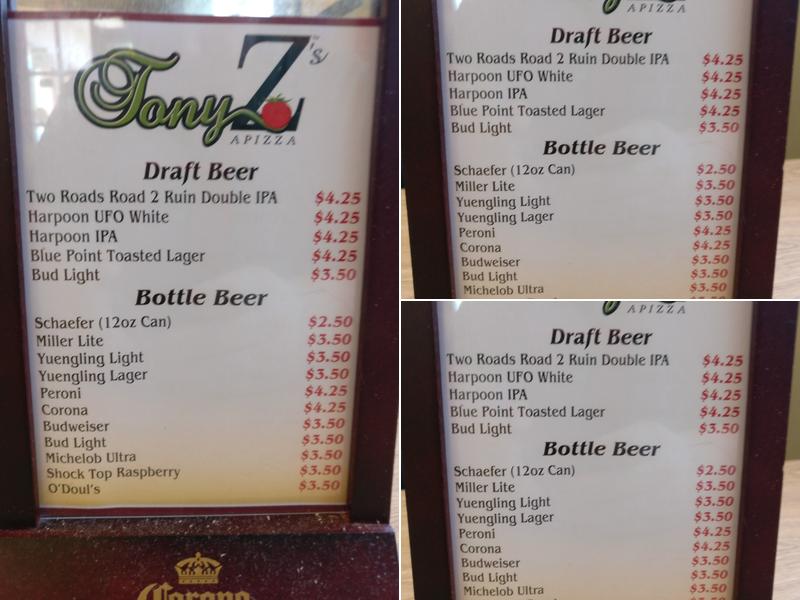 Tony Z's
APIZZA
Draft Beer
Two Roads Road 2 Ruin Double IPA $4.25
Harpoon UFO White $4.25
Harpoon IPA $4.25
Blue Point Toasted Lager $4.25
Bud Light $3.50
Bottle Beer
Schaefer (12oz Can) $2.50
Miller Lite $3.50
Yuengling Light $3.50
Yuengling Lager $3.50
Peroni $4.25
Corona $4.25
Budweiser $3.50
Bud Light $3.50
Michelob Ultra $3.50
Shock Top Raspberry $3.50
O'Doul's $3.50
Corona
APIZZA
Draft Beer
Two Roads Road 2 Ruin Double IPA $4.25
Harpoon UFO White $4.25
Harpoon IPA $4.25
Blue Point Toasted Lager $4.25
Bud Light $3.50
Bottle Beer
Schaefer (12oz Can) $2.50
Miller Lite $3.50
Yuengling Light $3.50
Yuengling Lager $3.50
Peroni $4.25
Corona $4.25
Budweiser $3.50
Bud Light $3.50
Michelob Ultra $3.50
APIZZA
Draft Beer
Two Roads Road 2 Ruin Double IPA $4.25
Harpoon UFO White $4.25
Harpoon IPA $4.25
Blue Point Toasted Lager $4.25
Bud Light $3.50
Bottle Beer
Schaefer (12oz Can) $2.50
Miller Lite $3.50
Yuengling Light $3.50
Yuengling Lager $3.50
Peroni $4.25
Corona $4.25
Budweiser $3.50
Bud Light $3.50
Michelob Ultra $3.50